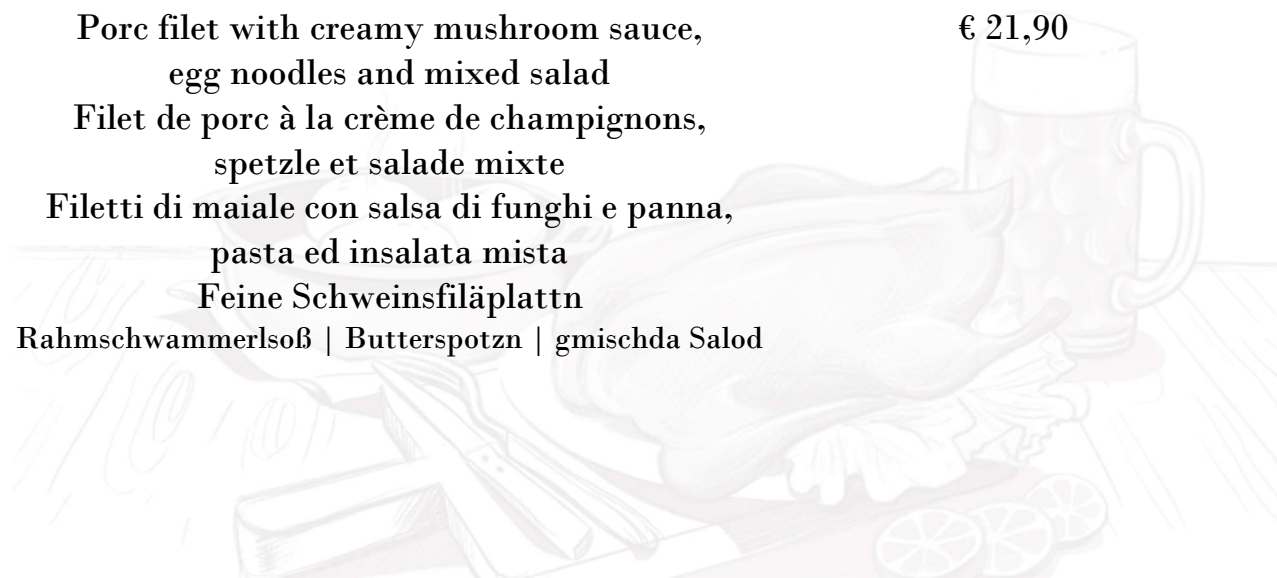 Porc filet with creamy mushroom sauce, € 21,90
egg noodles and mixed salad
Filet de porc à la crème de champignons,
spetzle et salade mixte
Filetti di maiale con salsa di funghi e panna,
pasta ed insalata mista
Feine Schweinsfiläplattn
Rahmschwammerlsoß | Butterspotzn | gmischda Salod